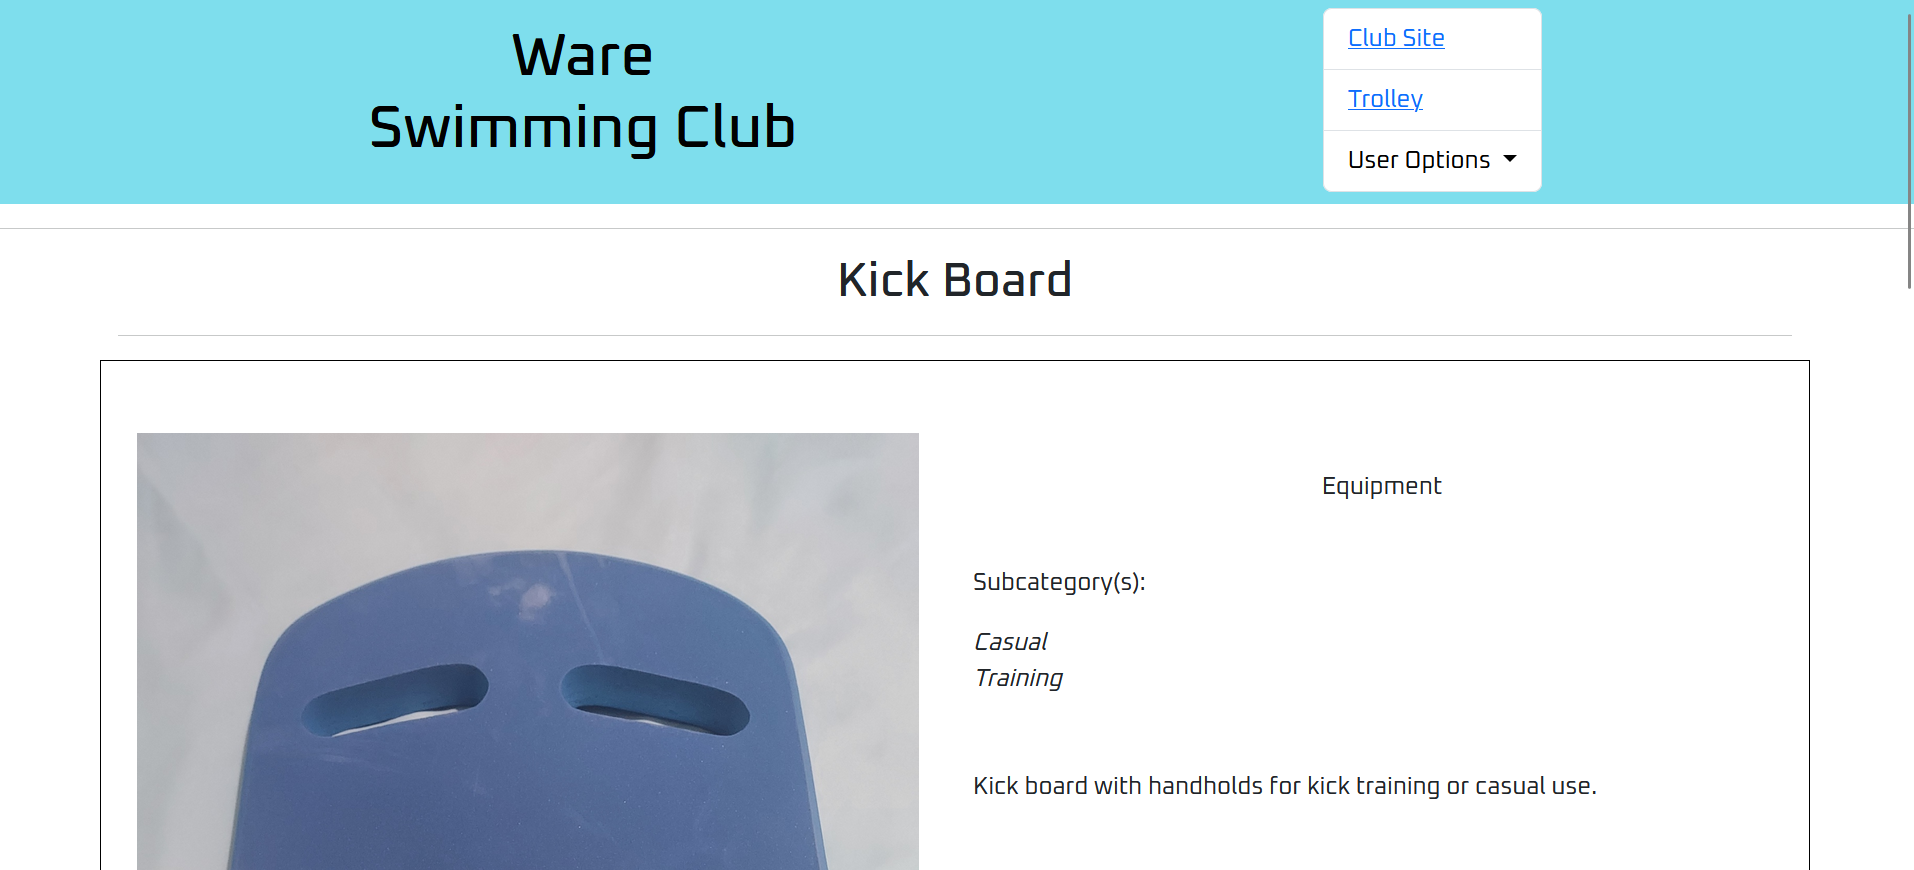 Ware
Swimming Club
Club Site
Trolley
User Options
Kick Board
Equipment
Subcategory(s):
Casual
Training
Kick board with handholds for kick training or casual use.